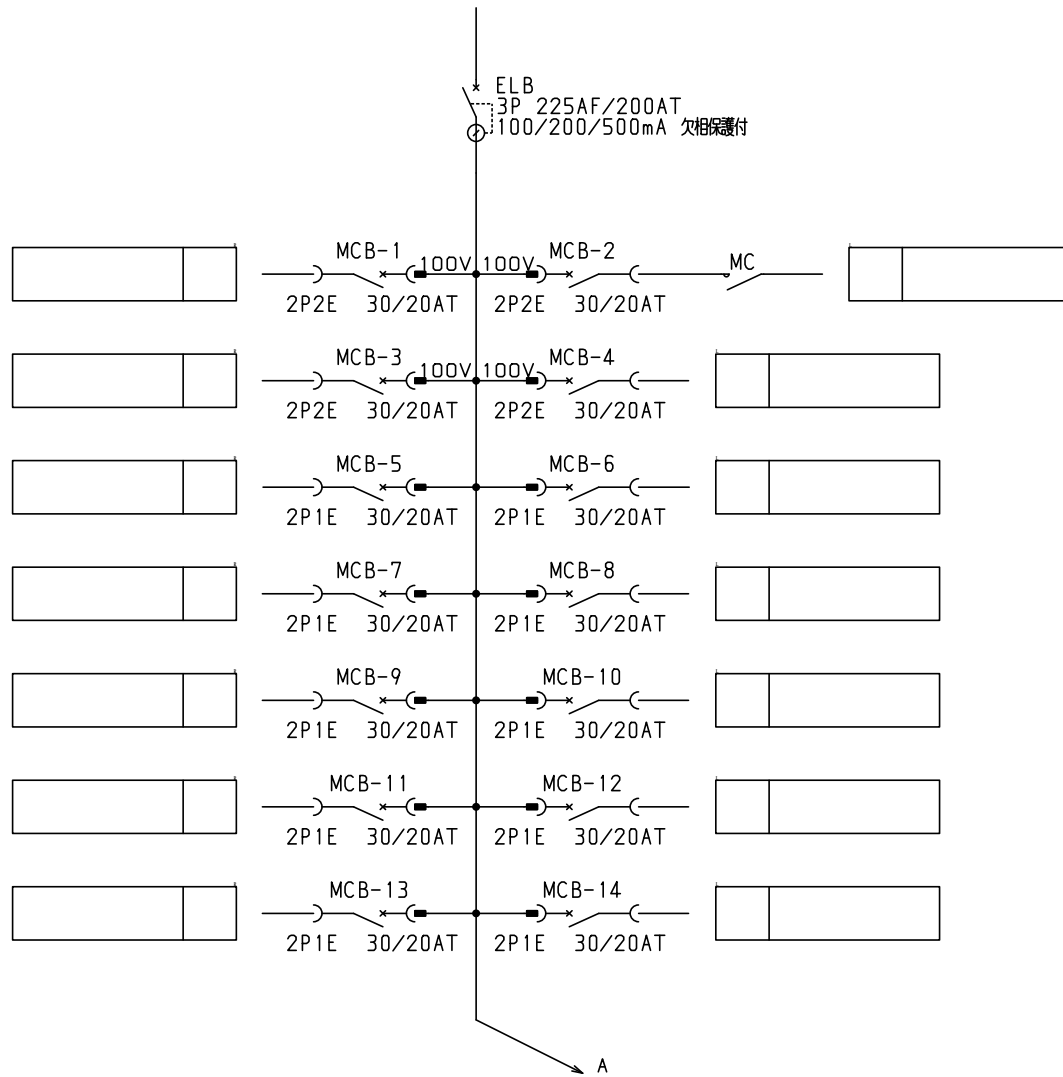 ELB
3P 225AF/200AT
100/200/500mA 欠相保護付
MCB-1 100V 100V MCB-2 MC
2P2E 30/20AT 2P2E 30/20AT
MCB-3 100V 100V MCB-4
2P2E 30/20AT 2P2E 30/20AT
MCB-5 MCB-6
2P1E 30/20AT 2P1E 30/20AT
MCB-7 MCB-8
2P1E 30/20AT 2P1E 30/20AT
MCB-9 MCB-10
2P1E 30/20AT 2P1E 30/20AT
MCB-11 MCB-12
2P1E 30/20AT 2P1E 30/20AT
MCB-13 MCB-14
2P1E 30/20AT 2P1E 30/20AT
A